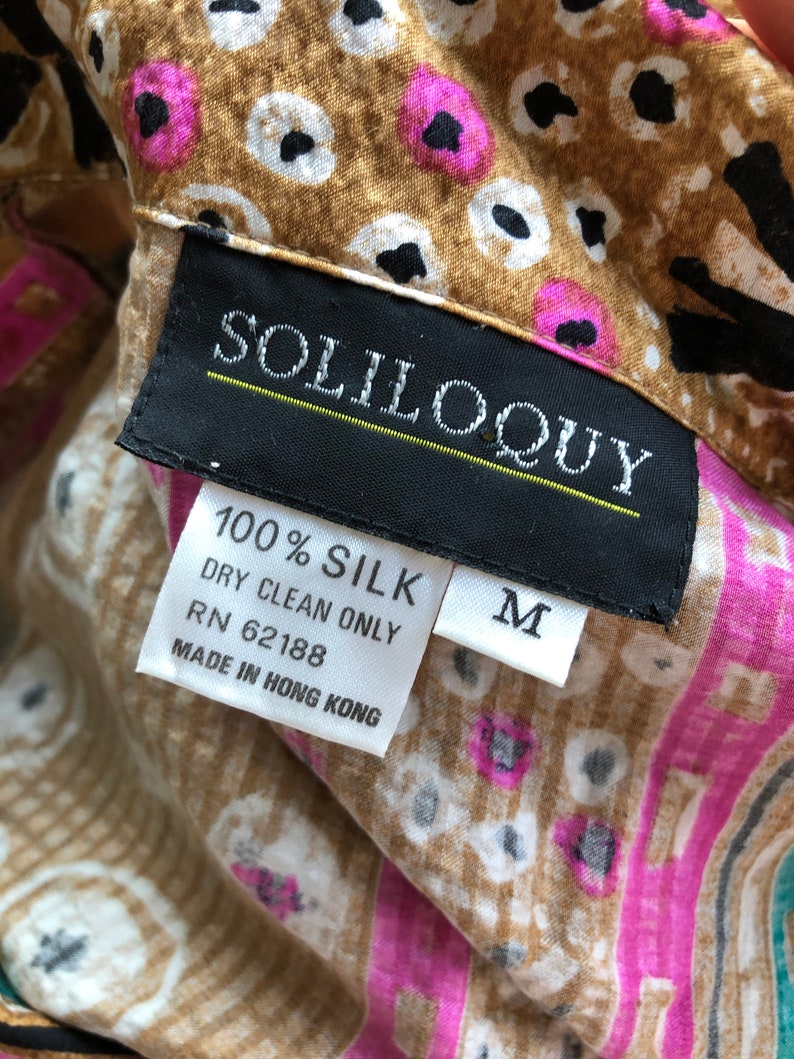 SOLILOQUY
100% SILK
DRY CLEAN ONLY
RN 62188
MADE IN HONG KONG
M